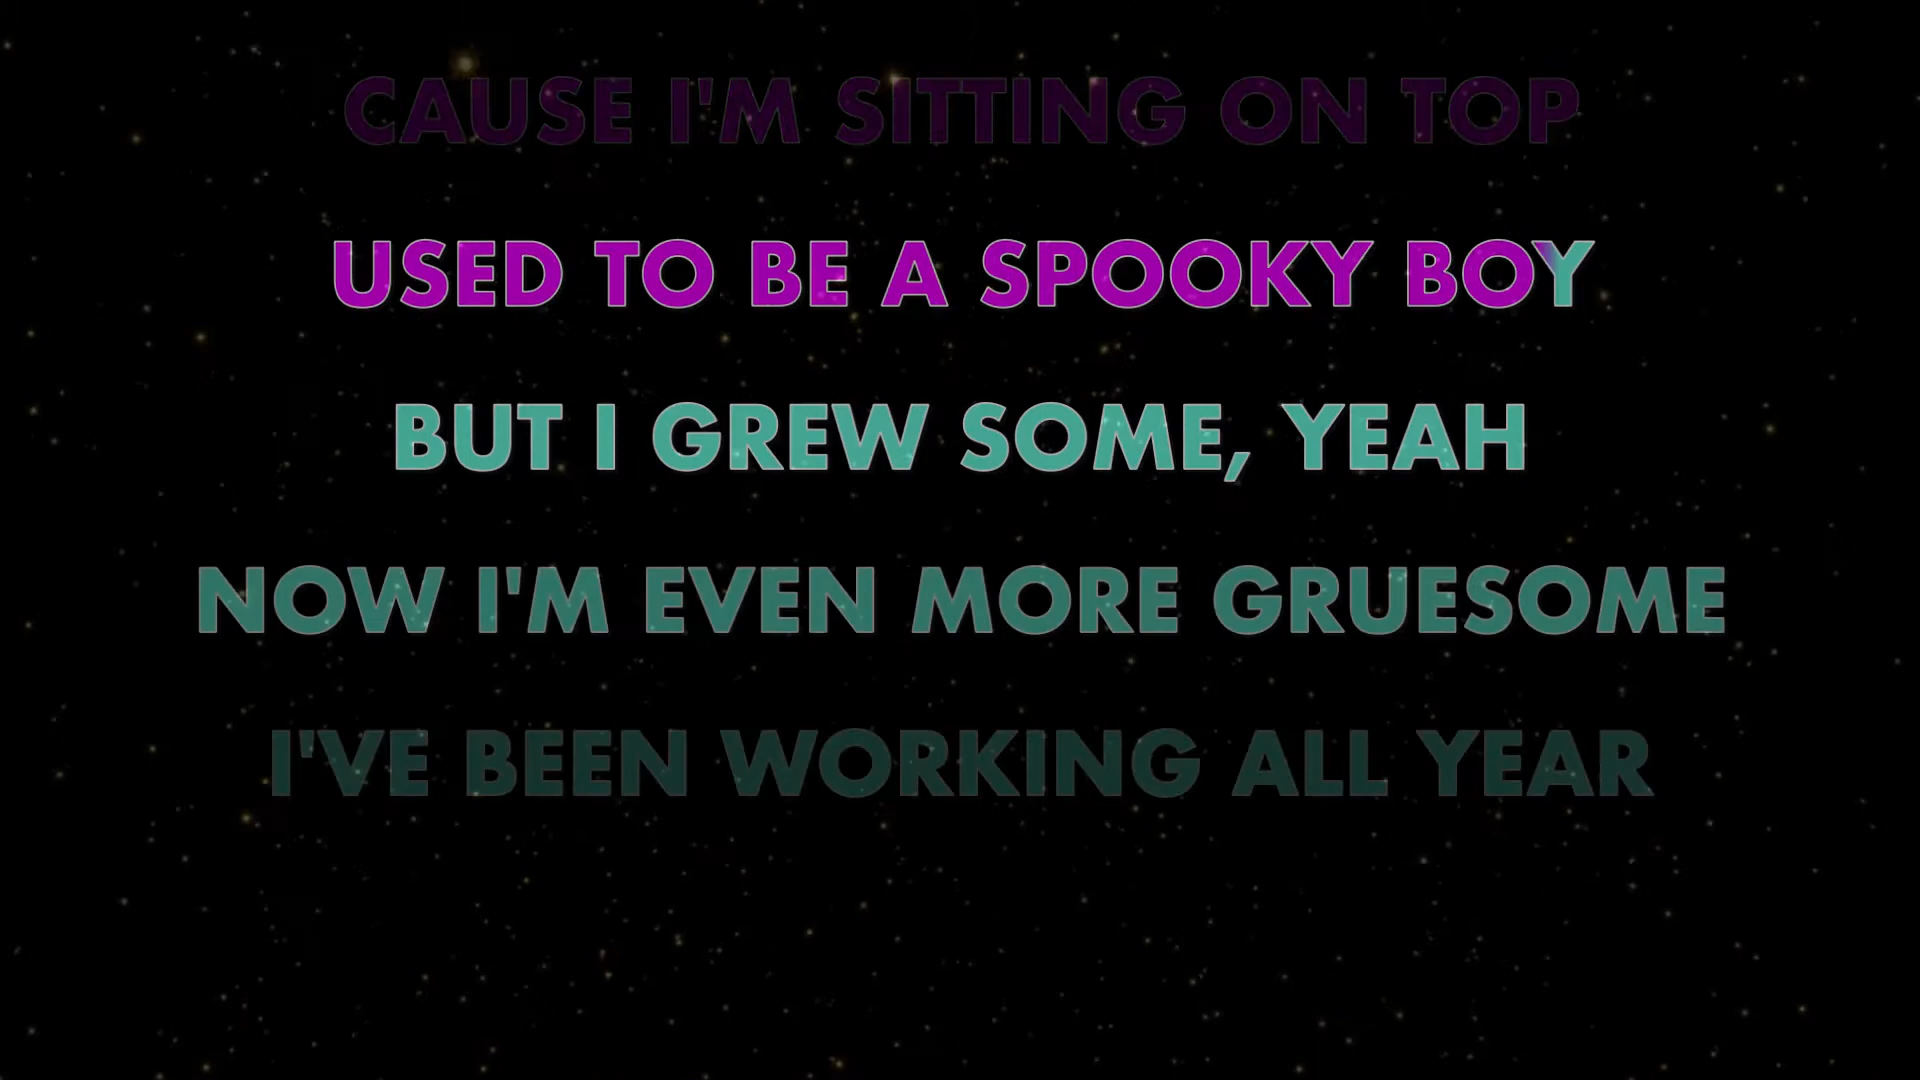 CAUSE I'M SITTING ON TOP
USED TO BE A SPOOKY BOY
BUT I GREW SOME, YEAH
NOW I'M EVEN MORE GRUESOME
I'VE BEEN WORKING ALL YEAR